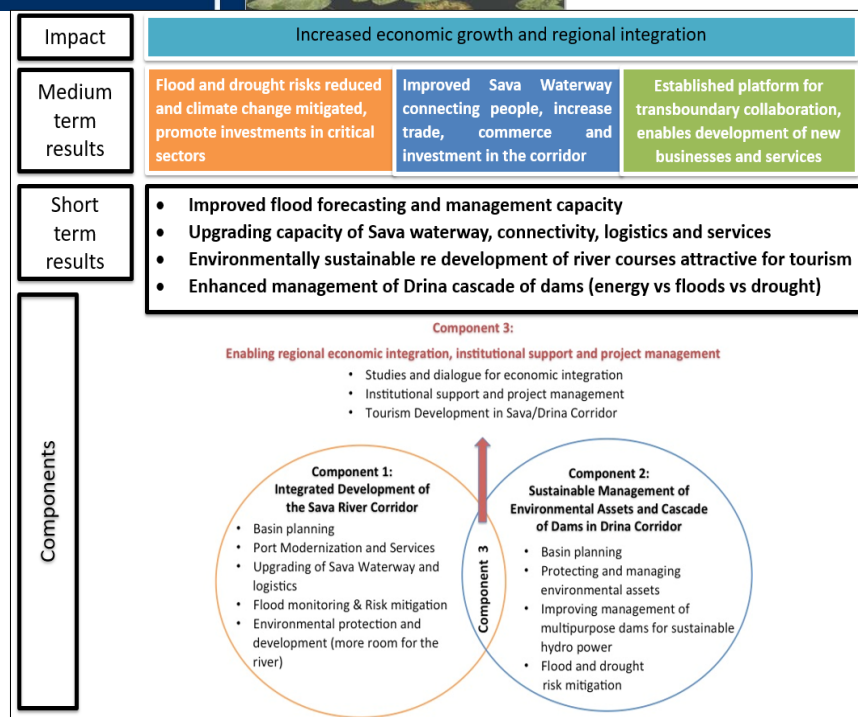 Impact
Increased economic growth and regional integration
Medium
term
results
Flood and drought risks reduced
and climate change mitigated,
promote investments in critical
sectors
Improved Sava Waterway
connecting people, increase
trade, commerce and
investment in the corridor
Established platform for
transboundary collaboration,
enables development of new
businesses and services
Short
term
results
• Improved flood forecasting and management capacity
• Upgrading capacity of Sava waterway, connectivity, logistics and services
• Environmentally sustainable re development of river courses attractive for tourism
• Enhanced management of Drina cascade of dams (energy vs floods vs drought)
Components
Component 3:
Enabling regional economic integration, institutional support and project management
• Studies and dialogue for economic integration
• Institutional support and project management
• Tourism Development in Sava/Drina Corridor
Component 1:
Integrated Development of
the Sava River Corridor
• Basin planning
• Port Modernization and Services
• Upgrading of Sava Waterway and
logistics
• Flood monitoring & Risk mitigation
• Environmental protection and
development (more room for the
river)
Component 3
Component 2:
Sustainable Management of
Environmental Assets and Cascade
of Dams in Drina Corridor
• Basin planning
• Protecting and managing
environmental assets
• Improving management of
multipurpose dams for sustainable
hydro power
• Flood and drought
risk mitigation